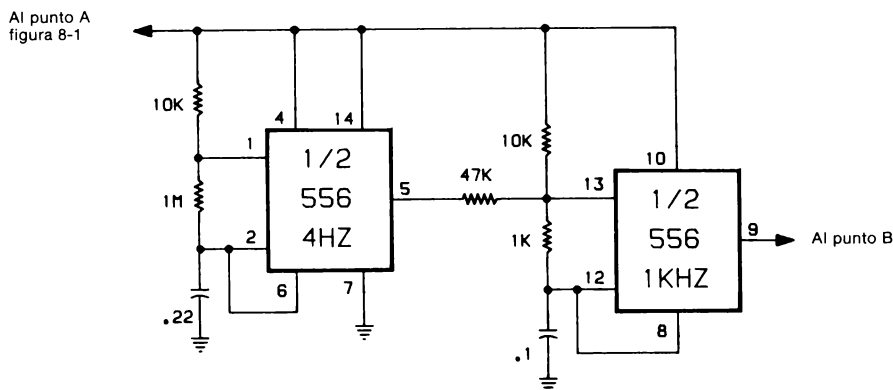 Al punto A
figura 8-1
10K
4
14
1
1/2
556
4HZ
1M
2
6
7
.22
5
47K
10K
13
10
1/2
556
1KHZ
1K
12
8
.1
9
Al punto B